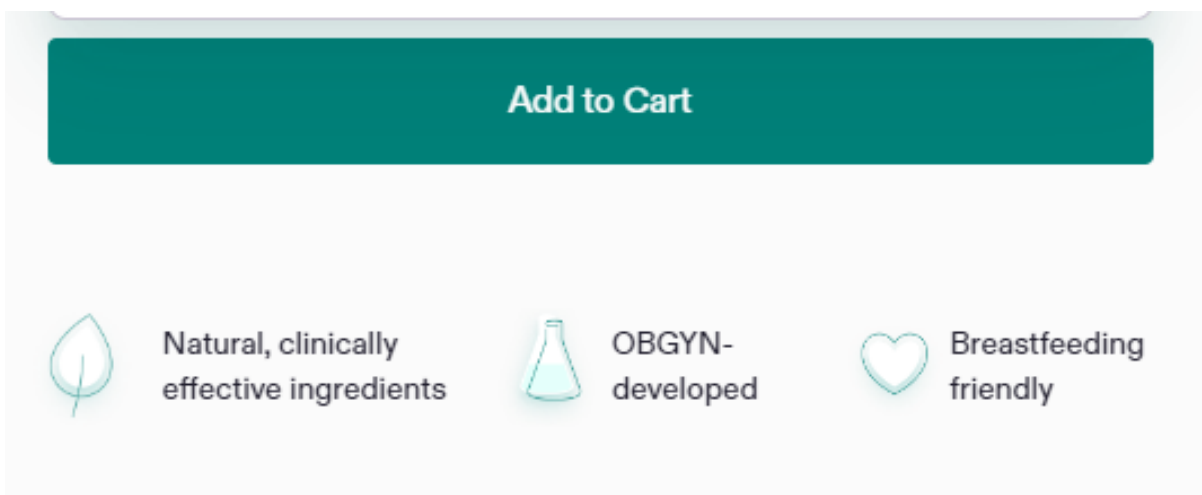 Add to Cart
Natural, clinically
effective ingredients
OBGYN-
developed
Breastfeeding
friendly